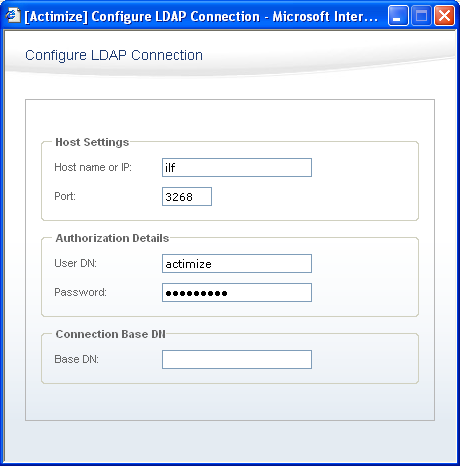 [Actimize] Configure LDAP Connection - Microsoft Inter...
Configure LDAP Connection
Host Settings
Host name or IP: ilf
Port: 3268
Authorization Details
User DN: actimize
Password: ●●●●●●●●●
Connection Base DN
Base DN: